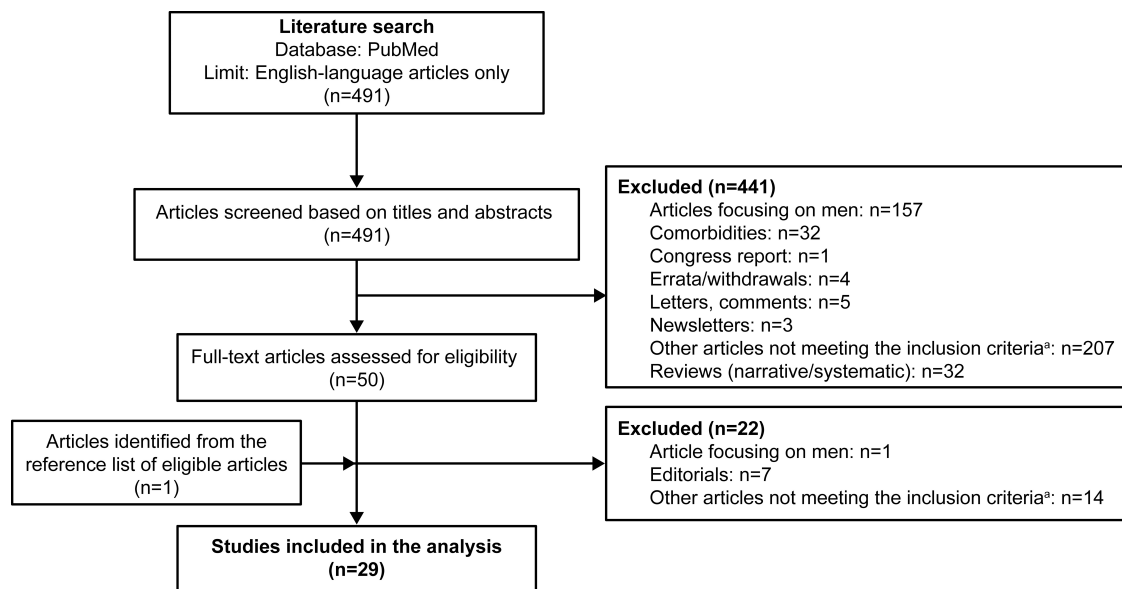 Literature search
Database: PubMed
Limit: English-language articles only
(n=491)
Articles screened based on titles and abstracts
(n=491)
Excluded (n=441)
Articles focusing on men: n=157
Comorbidities: n=32
Congress report: n=1
Errata/withdrawals: n=4
Letters, comments: n=5
Newsletters: n=3
Other articles not meeting the inclusion criteriaᵃ: n=207
Reviews (narrative/systematic): n=32
Full-text articles assessed for eligibility
(n=50)
Articles identified from the
reference list of eligible articles
(n=1)
Excluded (n=22)
Article focusing on men: n=1
Editorials: n=7
Other articles not meeting the inclusion criteriaᵃ: n=14
Studies included in the analysis
(n=29)